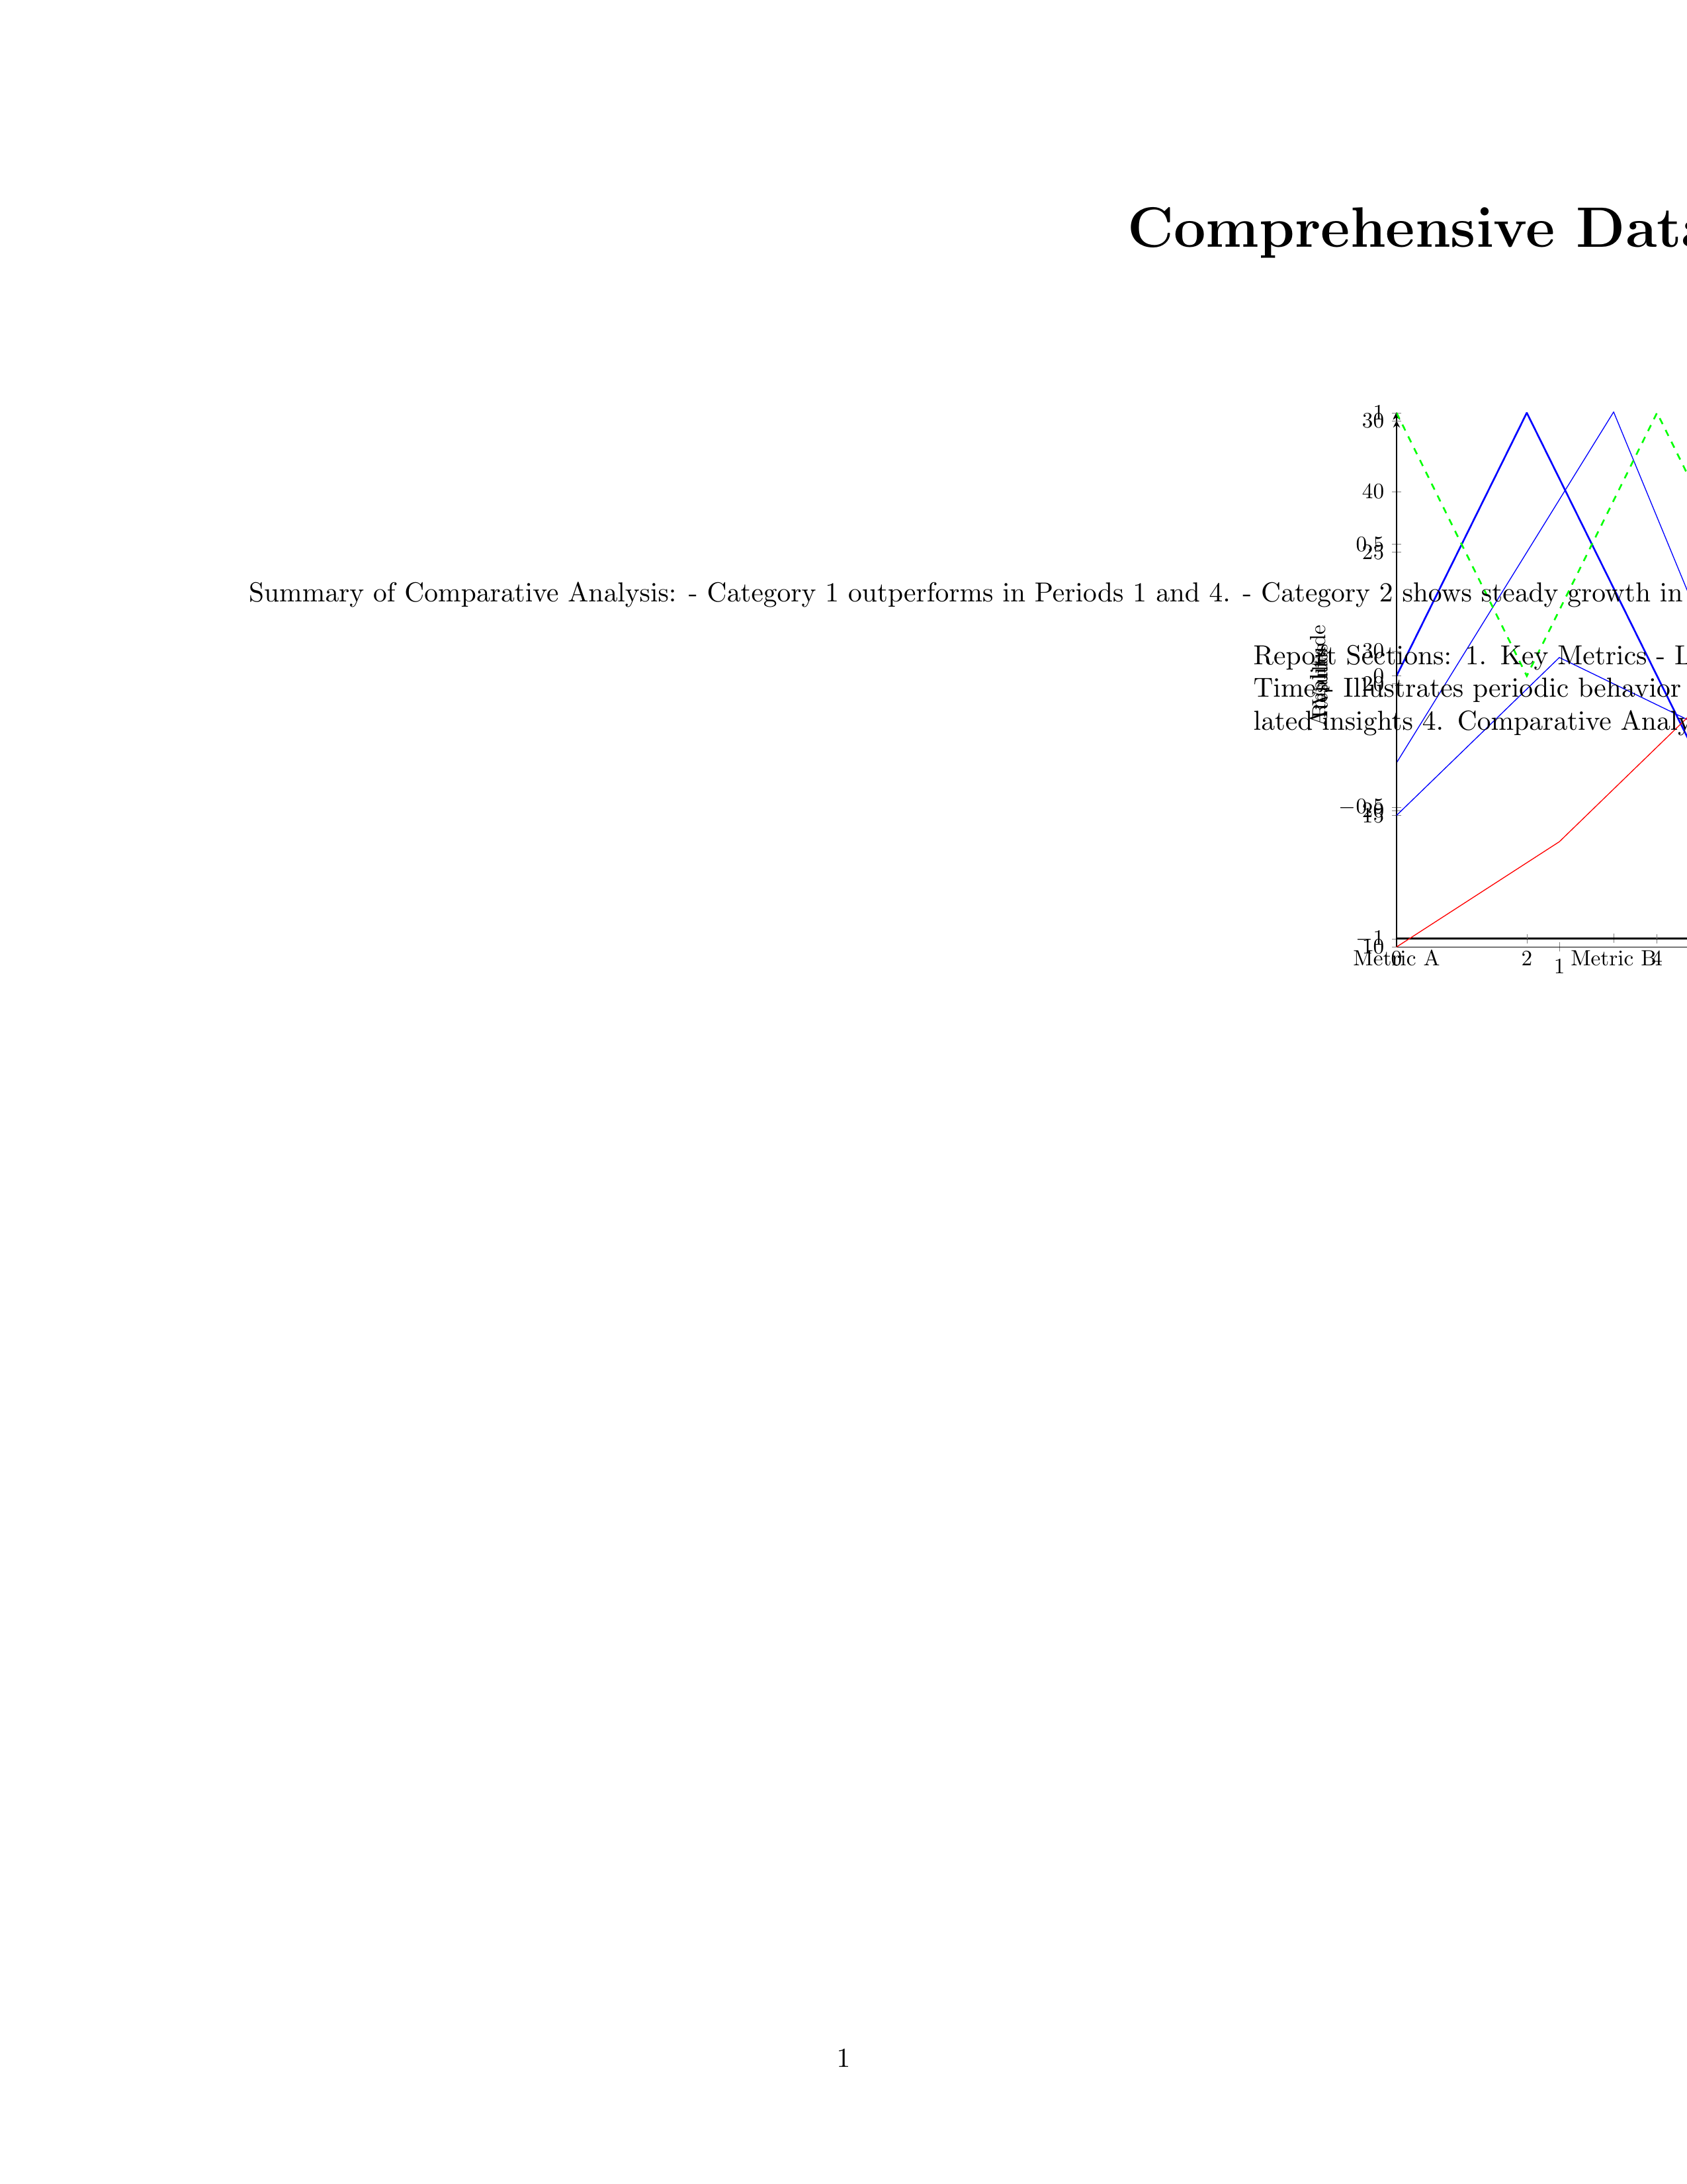 Comprehensive Data
1
30
40
0.5
25
Summary of Comparative Analysis: - Category 1 outperforms in Periods 1 and 4. - Category 2 shows steady growth in
30
Report Sections: 1. Key Metrics - L
0
20
Time - Illustrates periodic behavior
lated Insights 4. Comparative Analy
−0.5
20
15
−1
10
Metric A
0
2
1
Metric B
4
1